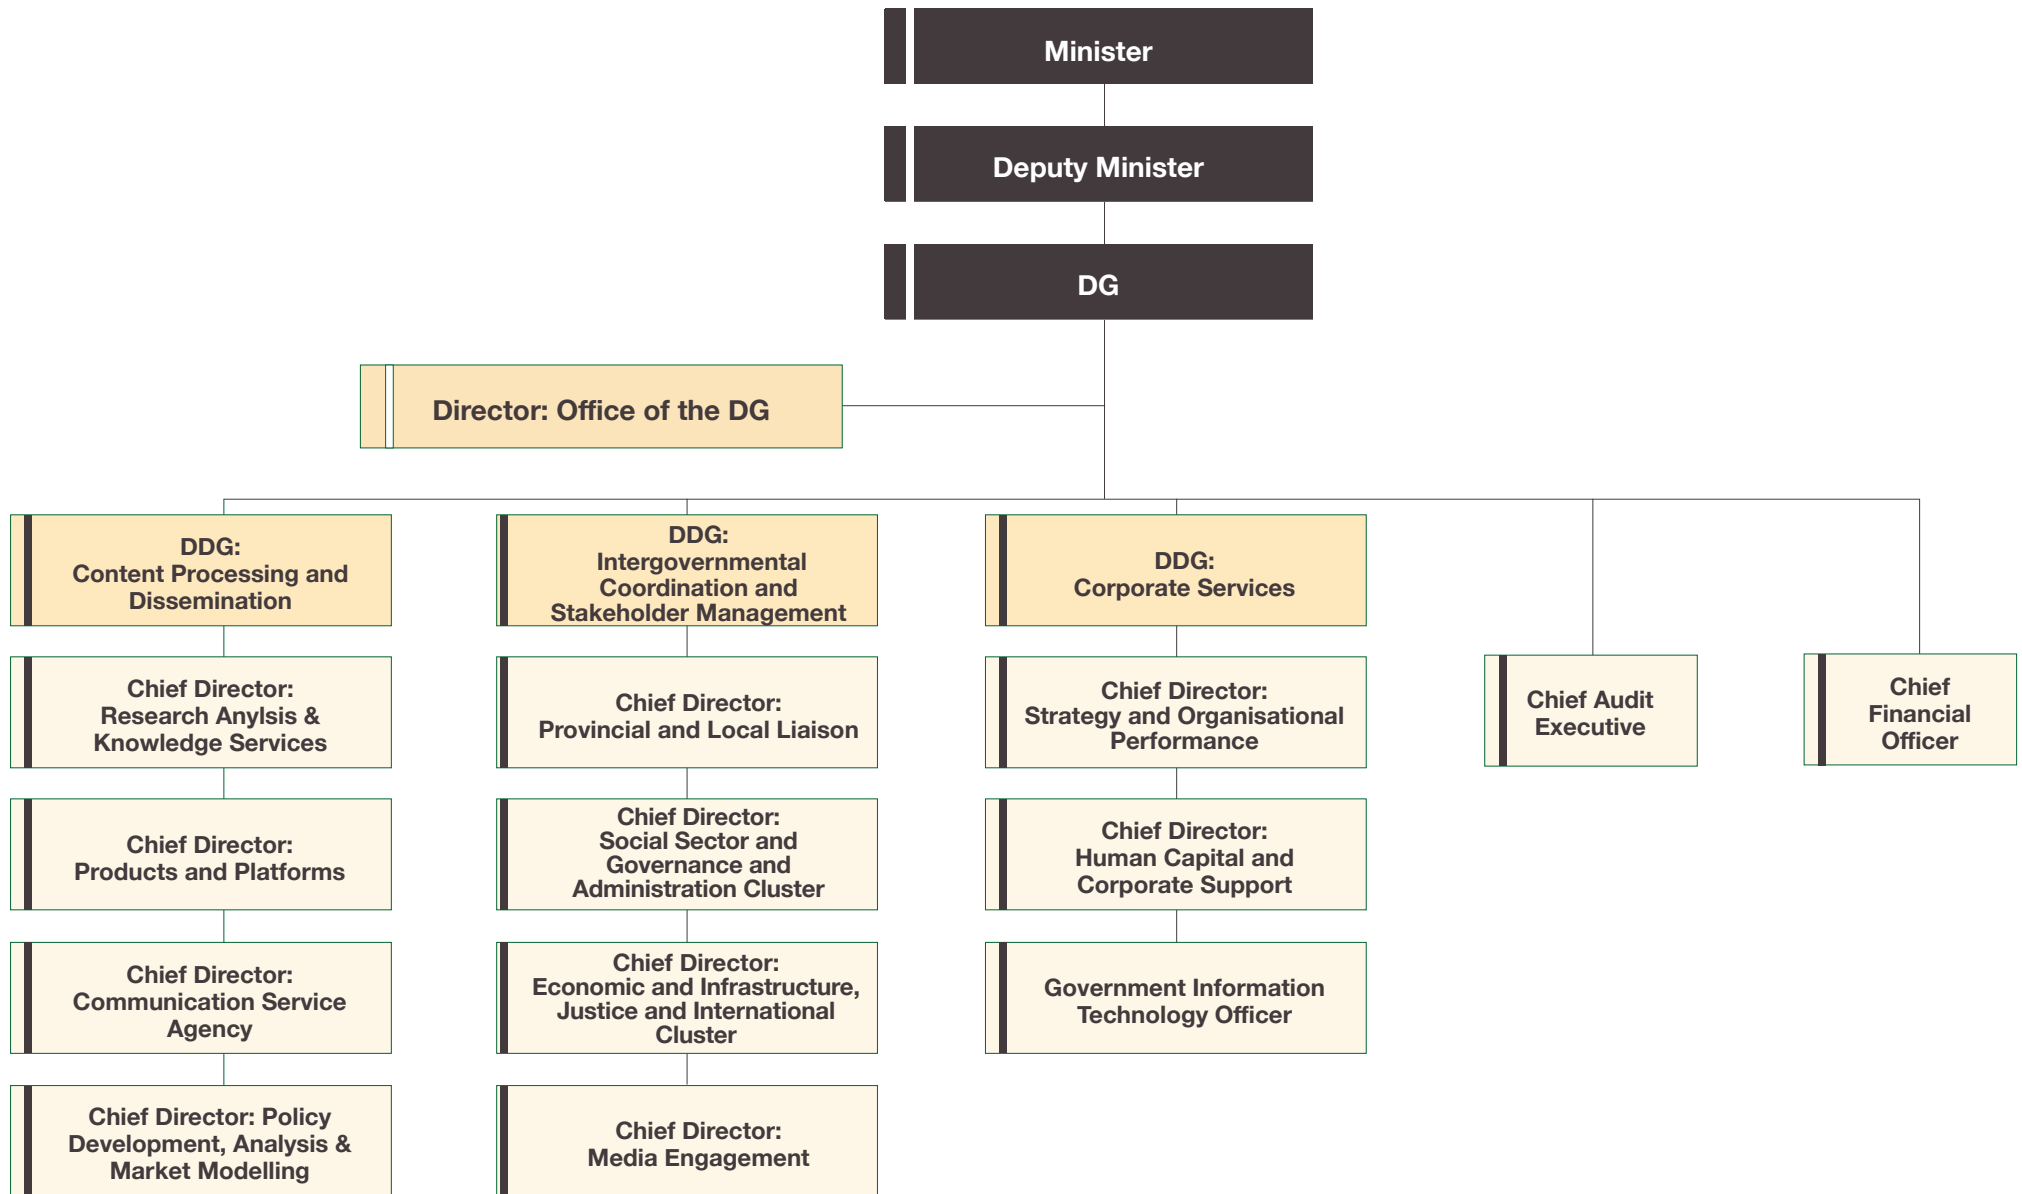 Minister
Deputy Minister
DG
Director: Office of the DG
DDG:
Content Processing and
Dissemination
DDG:
Intergovernmental
Coordination and
Stakeholder Management
DDG:
Corporate Services
Chief Director:
Research Anylsis &
Knowledge Services
Chief Director:
Provincial and Local Liaison
Chief Director:
Strategy and Organisational
Performance
Chief Audit
Executive
Chief
Financial
Officer
Chief Director:
Products and Platforms
Chief Director:
Social Sector and
Governance and
Administration Cluster
Chief Director:
Human Capital and
Corporate Support
Chief Director:
Communication Service
Agency
Chief Director:
Economic and Infrastructure,
Justice and International
Cluster
Government Information
Technology Officer
Chief Director: Policy
Development, Analysis &
Market Modelling
Chief Director:
Media Engagement